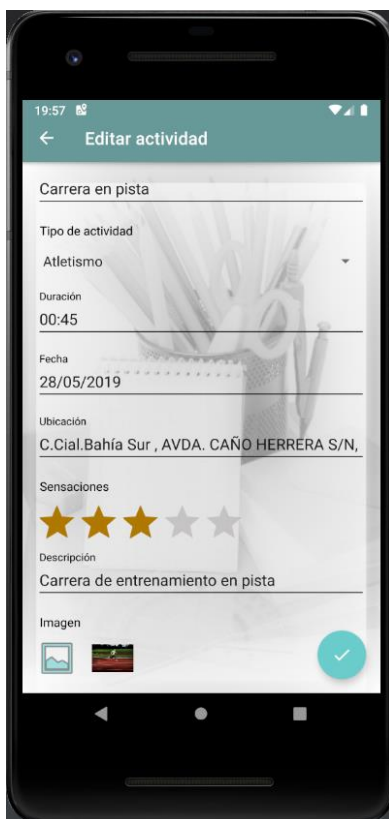 19:57
Editar actividad
Carrera en pista
Tipo de actividad
Atletismo
Duración
00:45
Fecha
28/05/2019
Ubicación
C.Cial.Bahía Sur , AVDA. CAÑO HERRERA S/N,
Sensaciones
Descripción
Carrera de entrenamiento en pista
Imagen